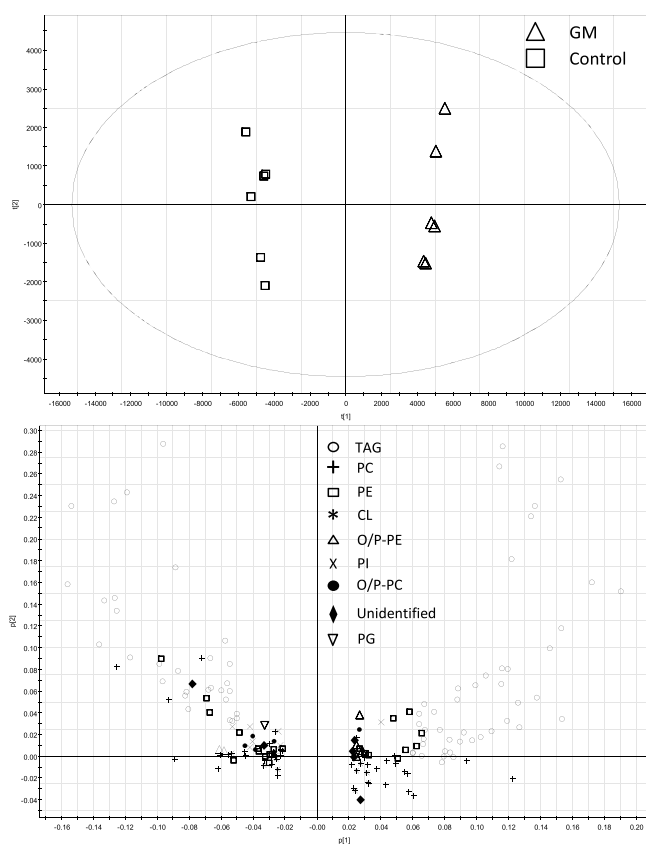 GM
Control
4000
2000
1000
0
-1000
-2000
-4000
t[2]
-16000 -14000 -12000 -10000 -8000 -6000 -4000 -2000 0 2000 4000 6000 8000 10000 12000 14000 16000
t[1]
TAG
PC
PE
CL
O/P-PE
PI
O/P-PC
Unidentified
PG
0.30
0.28
0.26
0.24
0.22
0.20
0.18
0.16
0.14
0.12
0.10
0.08
0.06
0.04
0.02
0.00
-0.02
-0.04
p[2]
-0.16 -0.14 -0.12 -0.10 -0.08 -0.06 -0.04 -0.02 -0.00 0.02 0.04 0.06 0.08 0.10 0.12 0.14 0.16 0.18 0.20
p[1]